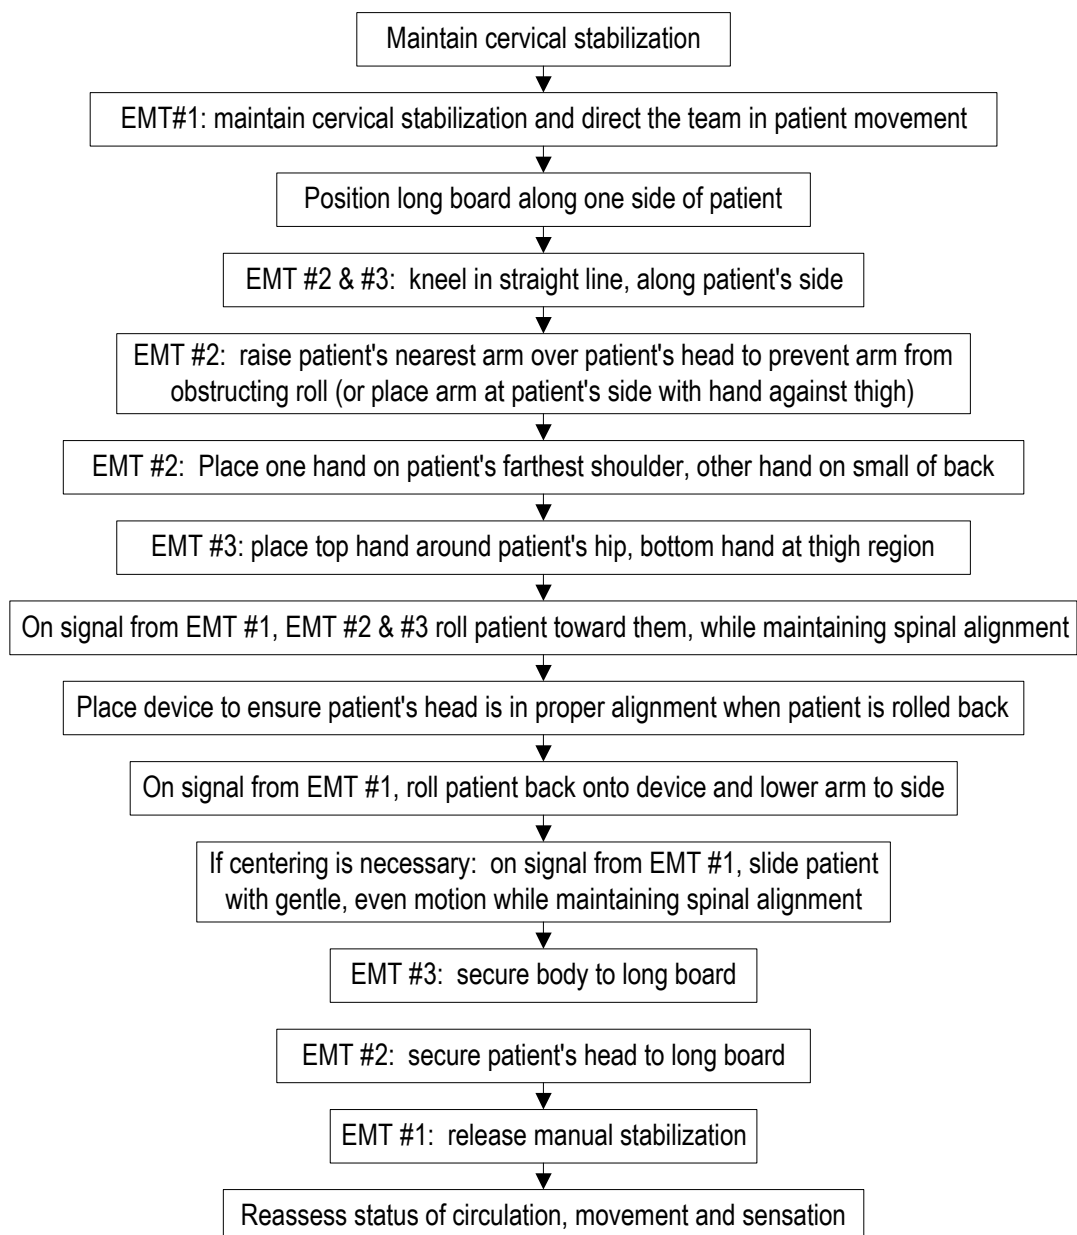 Maintain cervical stabilization
EMT#1: maintain cervical stabilization and direct the team in patient movement
Position long board along one side of patient
EMT #2 & #3:  kneel in straight line, along patient's side
EMT #2:  raise patient's nearest arm over patient's head to prevent arm from
obstructing roll (or place arm at patient's side with hand against thigh)
EMT #2:  Place one hand on patient's farthest shoulder, other hand on small of back
EMT #3: place top hand around patient's hip, bottom hand at thigh region
On signal from EMT #1, EMT #2 & #3 roll patient toward them, while maintaining spinal alignment
Place device to ensure patient's head is in proper alignment when patient is rolled back
On signal from EMT #1, roll patient back onto device and lower arm to side
If centering is necessary:  on signal from EMT #1, slide patient
with gentle, even motion while maintaining spinal alignment
EMT #3:  secure body to long board
EMT #2:  secure patient's head to long board
EMT #1:  release manual stabilization
Reassess status of circulation, movement and sensation